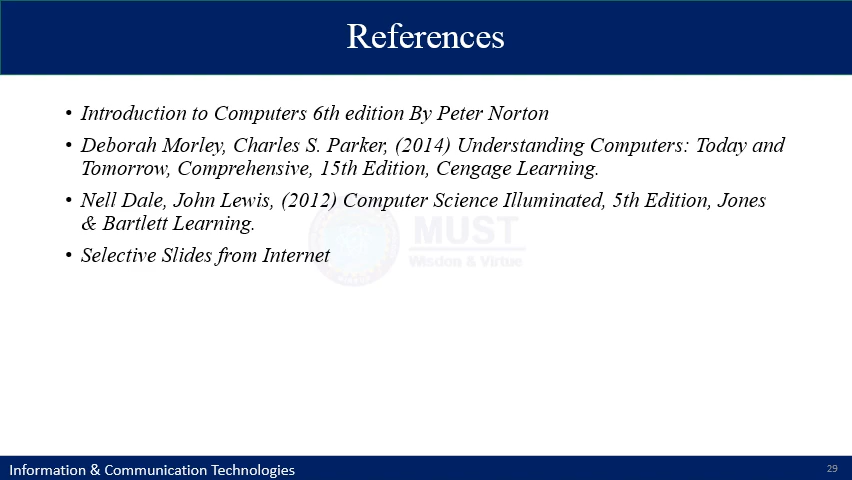 References
• Introduction to Computers 6th edition By Peter Norton
• Deborah Morley, Charles S. Parker, (2014) Understanding Computers: Today and
Tomorrow, Comprehensive, 15th Edition, Cengage Learning.
• Nell Dale, John Lewis, (2012) Computer Science Illuminated, 5th Edition, Jones
& Bartlett Learning.
MUST
• Selective Slides from Internet
Wisdom & Virtue
Information & Communication Technologies
29